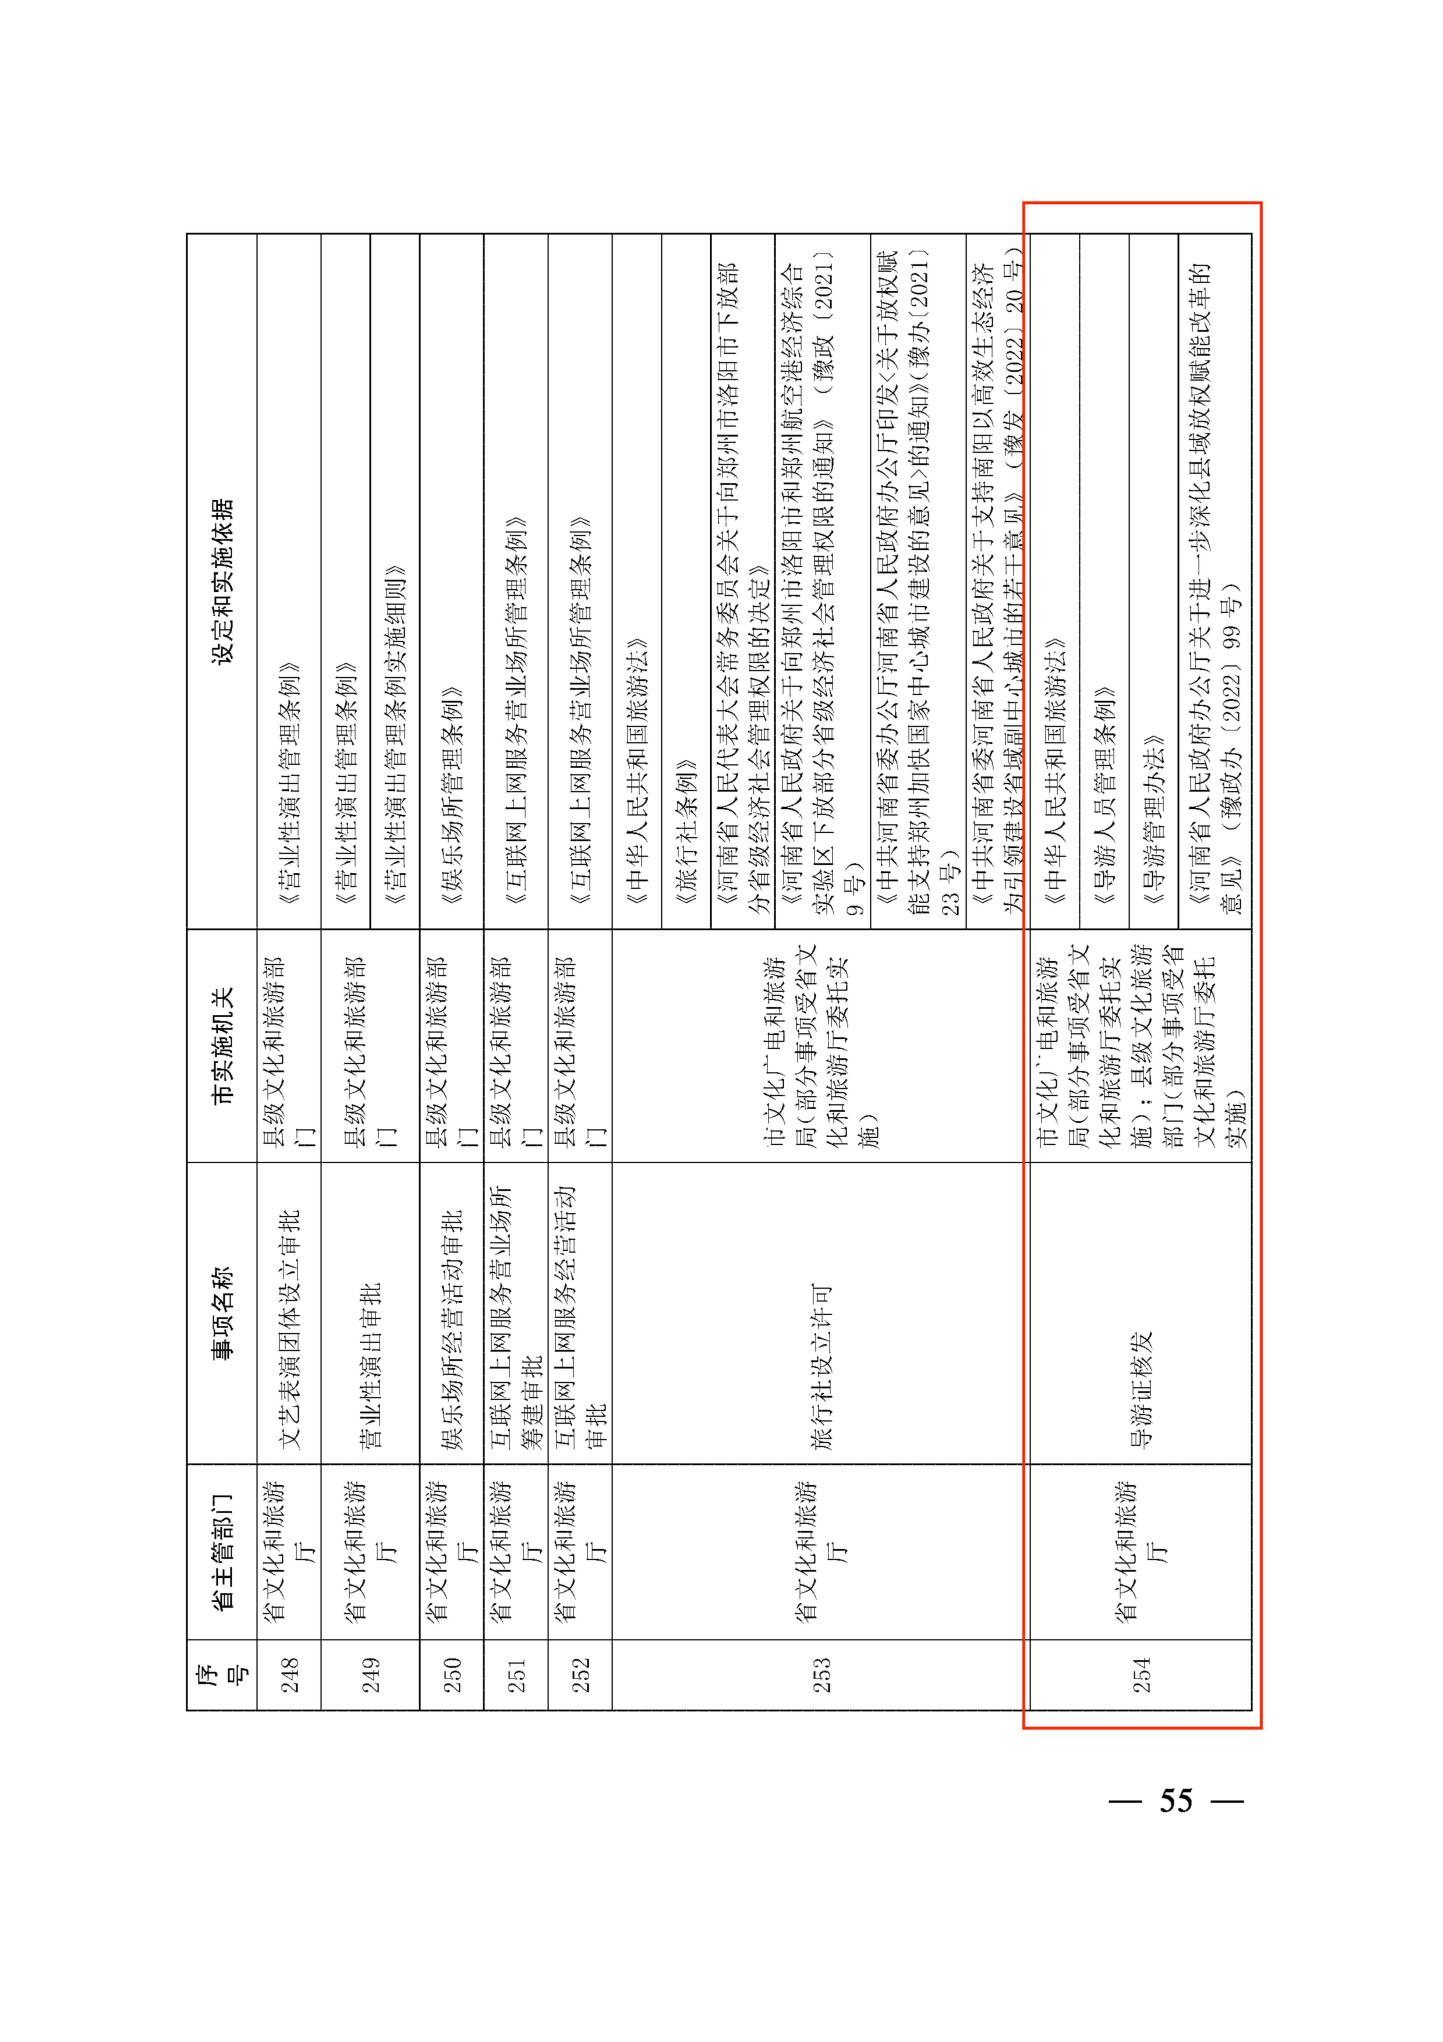 序号
省主管部门
事项名称
市实施机关
设定和实施依据
248
省文化和旅游
厅
文艺表演团体设立审批
县级文化和旅游部
门
《营业性演出管理条例》
249
省文化和旅游
厅
营业性演出审批
县级文化和旅游部
门
《营业性演出管理条例》
《营业性演出管理条例实施细则》
250
省文化和旅游
厅
娱乐场所经营活动审批
县级文化和旅游部
门
《娱乐场所管理条例》
251
省文化和旅游
厅
互联网上网服务营业场所
筹建审批
县级文化和旅游部
门
《互联网上网服务营业场所管理条例》
252
省文化和旅游
厅
互联网上网服务经营活动
审批
县级文化和旅游部
门
《互联网上网服务营业场所管理条例》
253
省文化和旅游
厅
旅行社设立许可
市文化广电和旅游
局(部分事项受省文
化和旅游厅委托实
施)
《中华人民共和国旅游法》
《旅行社条例》
《河南省人民代表大会常务委员会关于向郑州市洛阳市下放部
分省级经济社会管理权限的决定》
《河南省人民政府关于向郑州市洛阳市和郑州航空港经济综合
实验区下放部分省级经济社会管理权限的通知》（豫政〔2021〕
9号）
《中共河南省委办公厅河南省人民政府办公厅印发<关于放权赋
能支持郑州加快国家中心城市建设的意见>的通知》（豫办〔2021〕
23号）
《中共河南省委河南省人民政府关于支持南阳以高效生态经济
为引领建设省域副中心城市的若干意见》（豫发〔2022〕20号）
254
省文化和旅游
厅
导游证核发
市文化广电和旅游
局(部分事项受省文
化和旅游厅委托实
施)；县级文化旅游
部门(部分事项受省
文化和旅游厅委托
实施)
《中华人民共和国旅游法》
《导游人员管理条例》
《导游管理办法》
《河南省人民政府办公厅关于进一步深化县域放权赋能改革的
意见》（豫政办〔2022〕99号）
— 55 —